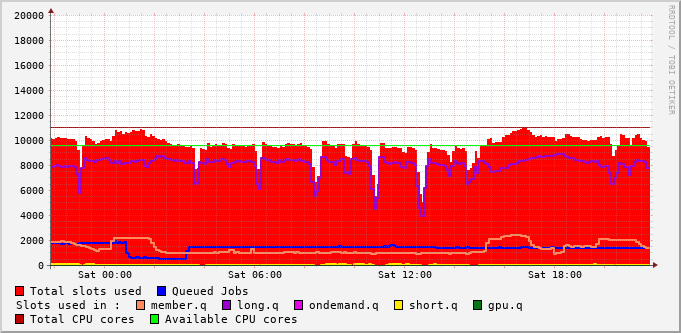 20000
18000
16000
14000
12000
10000
8000
6000
4000
2000
0
Sat 00:00 Sat 06:00 Sat 12:00 Sat 18:00
RRDTOOL / TOBI OETIKER
Total slots used Queued Jobs
Slots used in : member.q long.q ondemand.q short.q gpu.q
Total CPU cores Available CPU cores